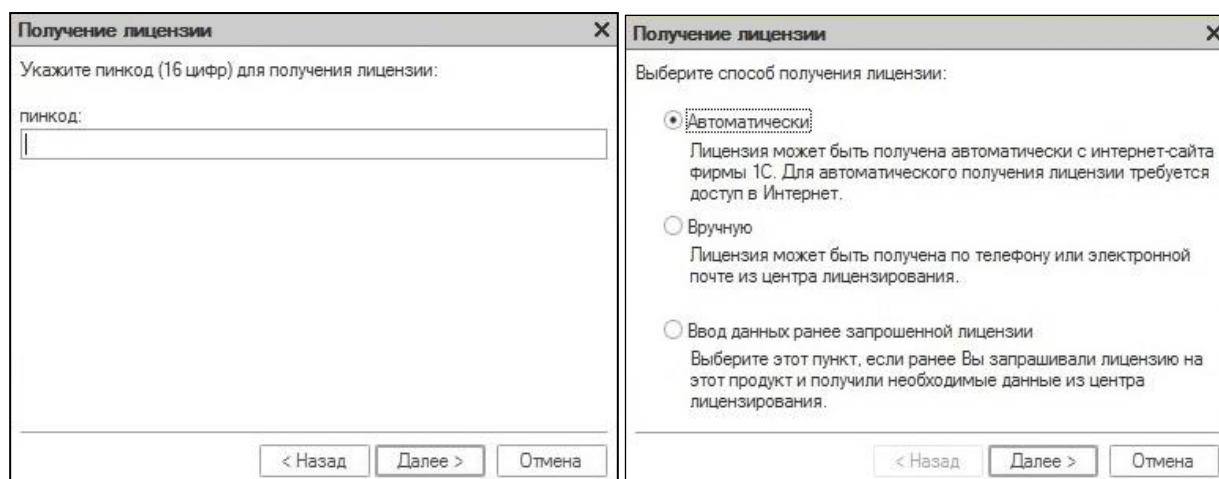 Получение лицензии
Укажите пинкод (16 цифр) для получения лицензии:
пинкод:
< Назад
Далее >
Отмена
Получение лицензии
Выберите способ получения лицензии:
Автоматически
Лицензия может быть получена автоматически с интернет-сайта
фирмы 1С. Для автоматического получения лицензии требуется
доступ в Интернет.
Вручную
Лицензия может быть получена по телефону или электронной
почте из центра лицензирования.
Ввод данных ранее запрошенной лицензии
Выберите этот пункт, если ранее Вы запрашивали лицензию на
этот продукт и получили необходимые данные из центра
лицензирования.
< Назад
Далее >
Отмена